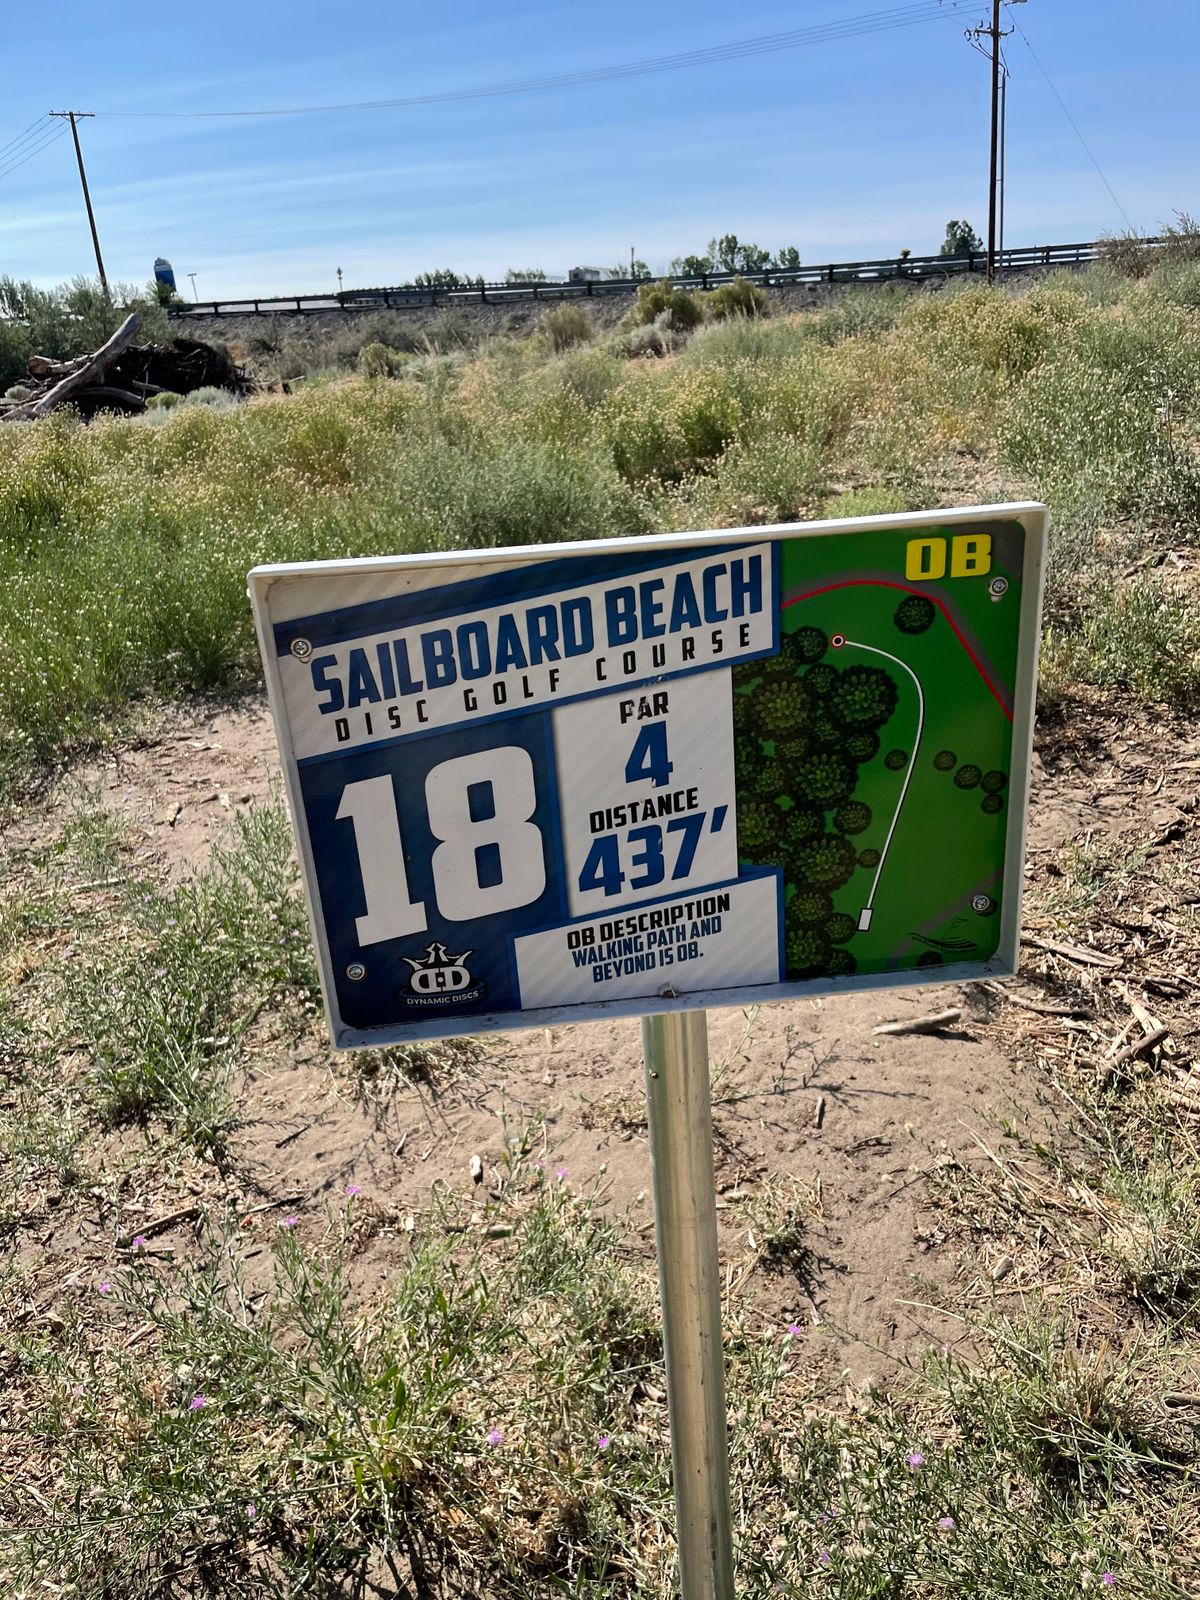 SAILBOARD BEACH
DISC GOLF COURSE
18
PAR
4
DISTANCE
437'
OB DESCRIPTION
WALKING PATH AND
BEYOND IS OB.
DD
DYNAMIC DISCS
OB